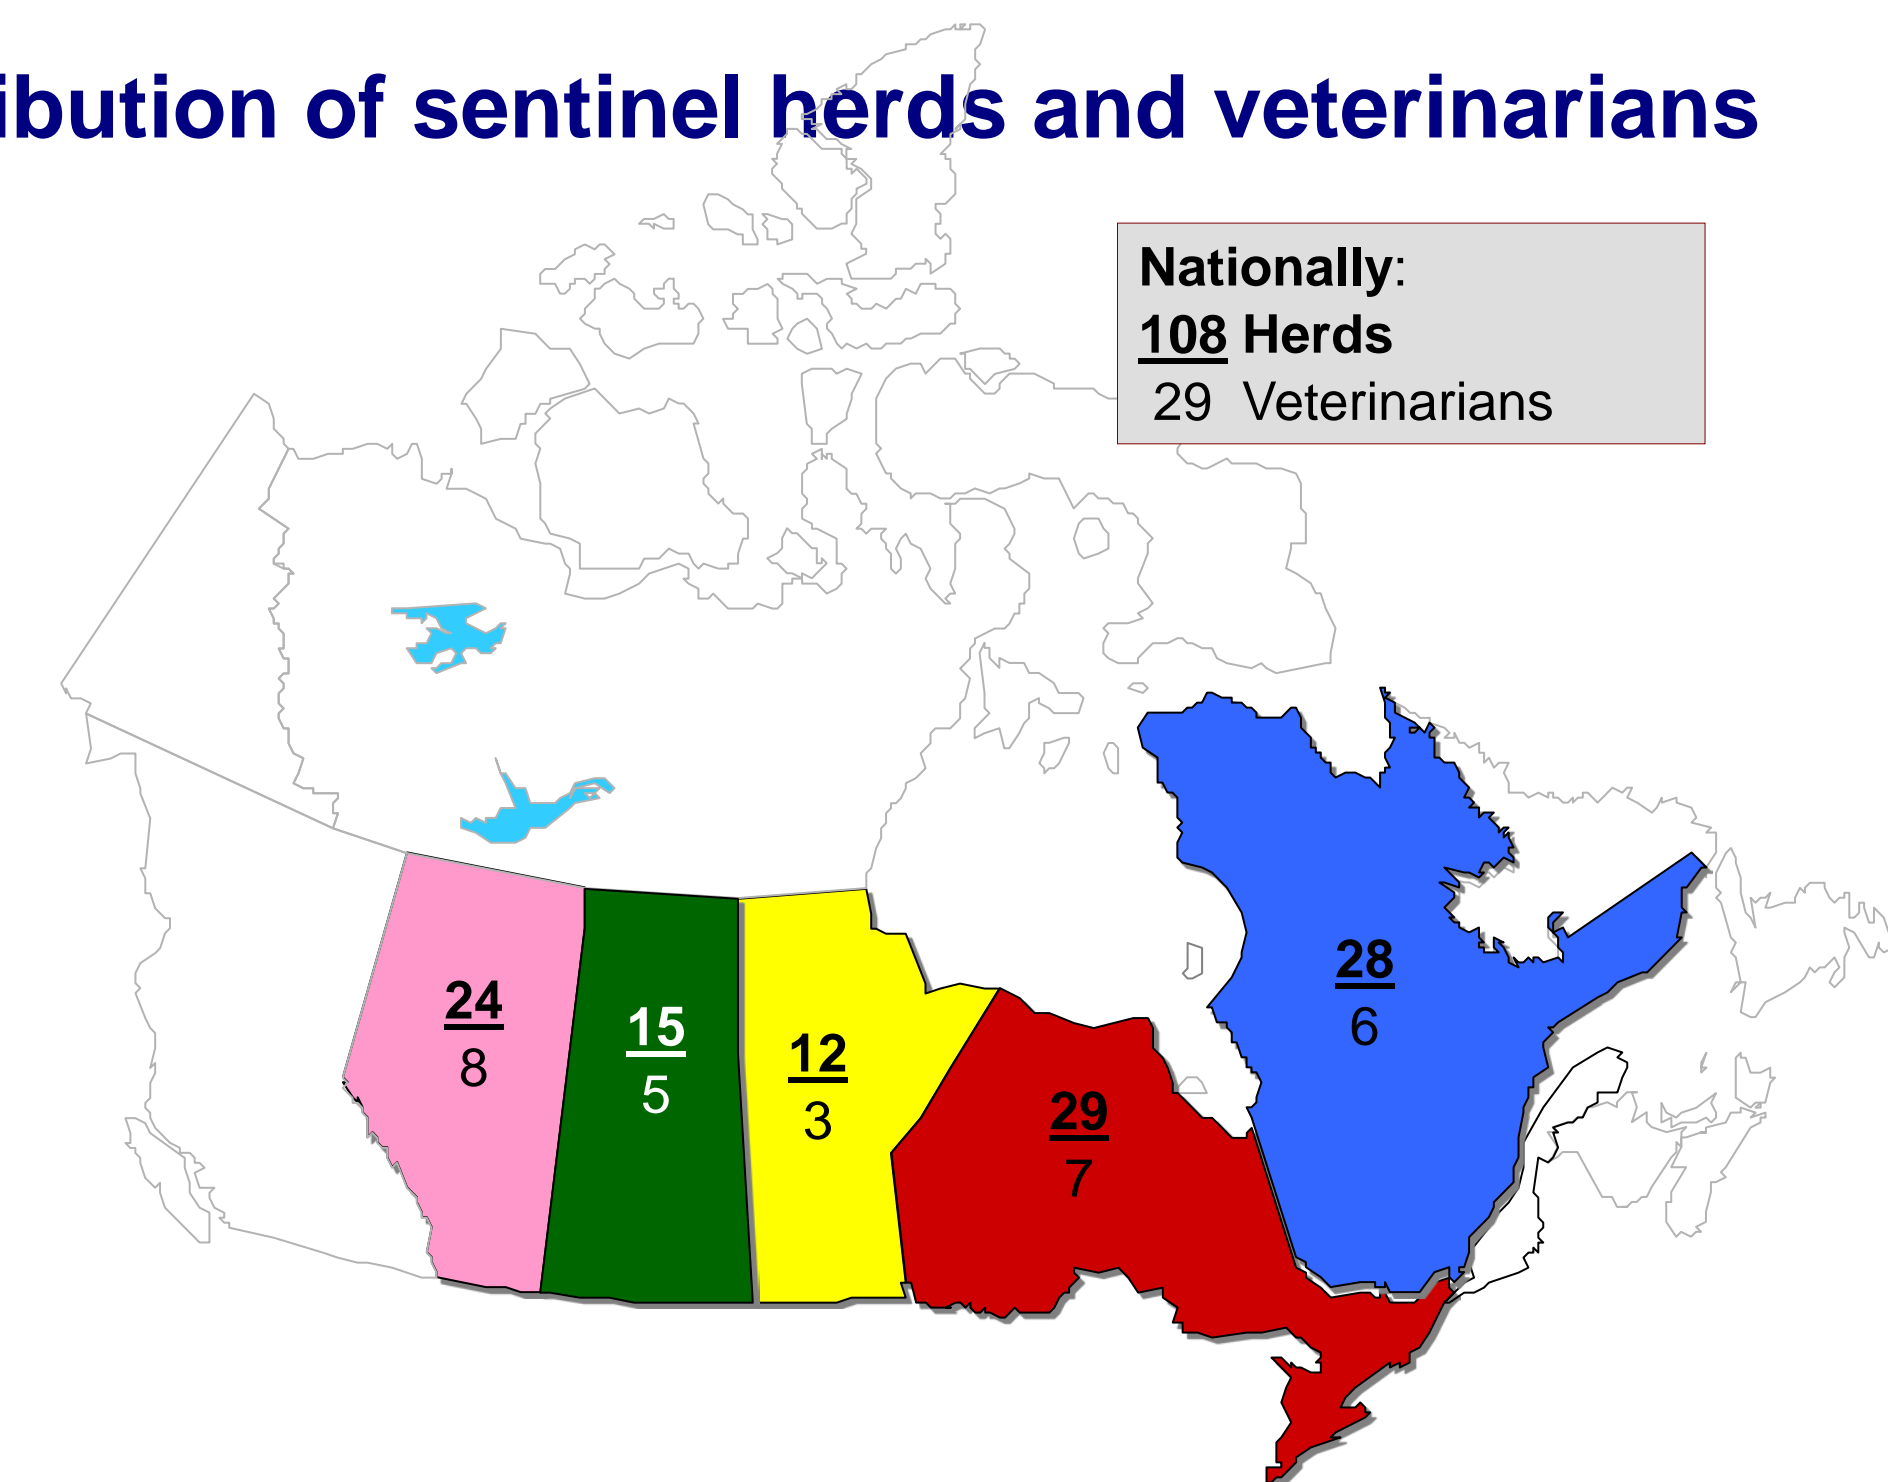 ibution of sentinel herds and veterinarians
Nationally:
108 Herds
29 Veterinarians
24
8
15
5
12
3
29
7
28
6